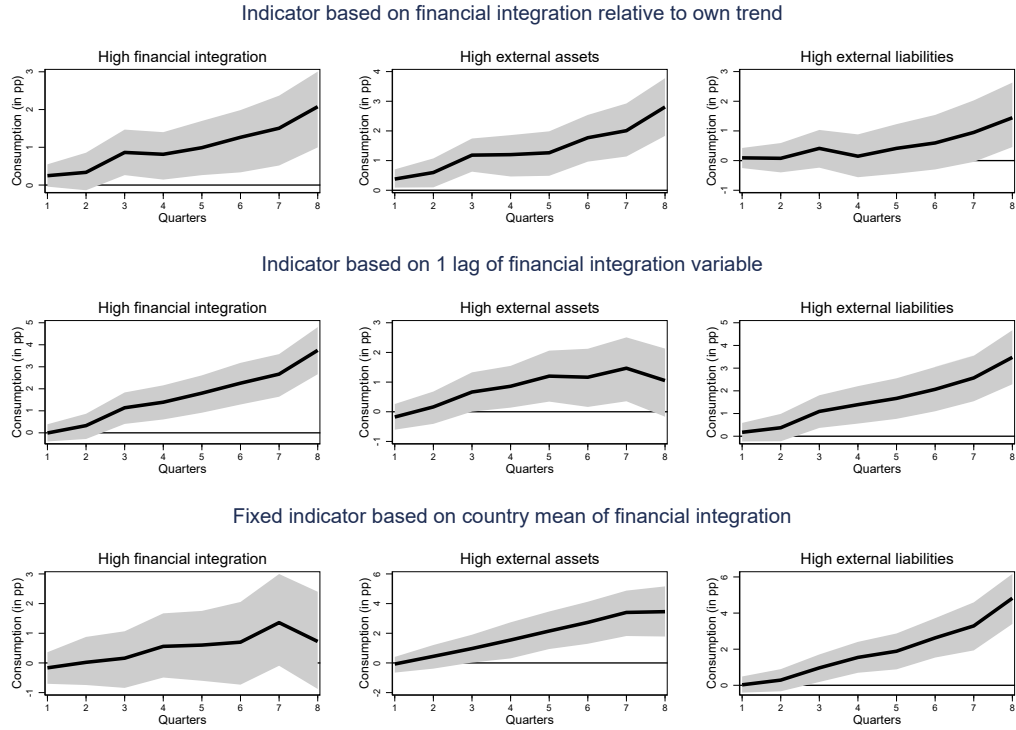 Indicator based on financial integration relative to own trend
High financial integration
High external assets
High external liabilities
Consumption (in pp)
0 1 2 3
1 2 3 4 5 6 7 8
Quarters
Consumption (in pp)
0 1 2 3 4
1 2 3 4 5 6 7 8
Quarters
Consumption (in pp)
-1 0 1 2 3
1 2 3 4 5 6 7 8
Quarters
Indicator based on 1 lag of financial integration variable
High financial integration
High external assets
High external liabilities
Consumption (in pp)
0 1 2 3 4 5
1 2 3 4 5 6 7 8
Quarters
Consumption (in pp)
-1 0 1 2 3
1 2 3 4 5 6 7 8
Quarters
Consumption (in pp)
0 1 2 3 4 5
1 2 3 4 5 6 7 8
Quarters
Fixed indicator based on country mean of financial integration
High financial integration
High external assets
High external liabilities
Consumption (in pp)
-1 0 1 2 3
1 2 3 4 5 6 7 8
Quarters
Consumption (in pp)
-2 0 2 4 6
1 2 3 4 5 6 7 8
Quarters
Consumption (in pp)
0 2 4 6
1 2 3 4 5 6 7 8
Quarters